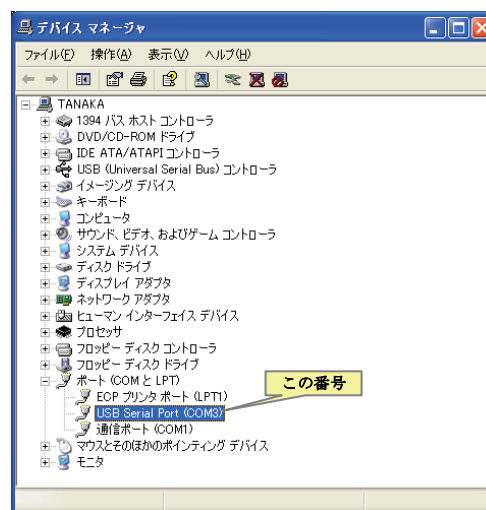 デバイス マネージャ
ファイル(F) 操作(A) 表示(V) ヘルプ(H)
TANAKA
1394 バス ホスト コントローラ
DVD/CD-ROM ドライブ
IDE ATA/ATAPI コントローラ
USB (Universal Serial Bus) コントローラ
イメージング デバイス
キーボード
コンピュータ
サウンド、ビデオ、およびゲーム コントローラ
システム デバイス
ディスク ドライブ
ディスプレイ アダプタ
ネットワーク アダプタ
ヒューマン インターフェイス デバイス
プロセッサ
フロッピー ディスク コントローラ
フロッピー ディスク ドライブ
ポート (COM と LPT)
この番号
ECP プリンタ ポート (LPT1)
USB Serial Port (COM3)
通信ポート (COM1)
マウスとそのほかのポインティング デバイス
モニタ